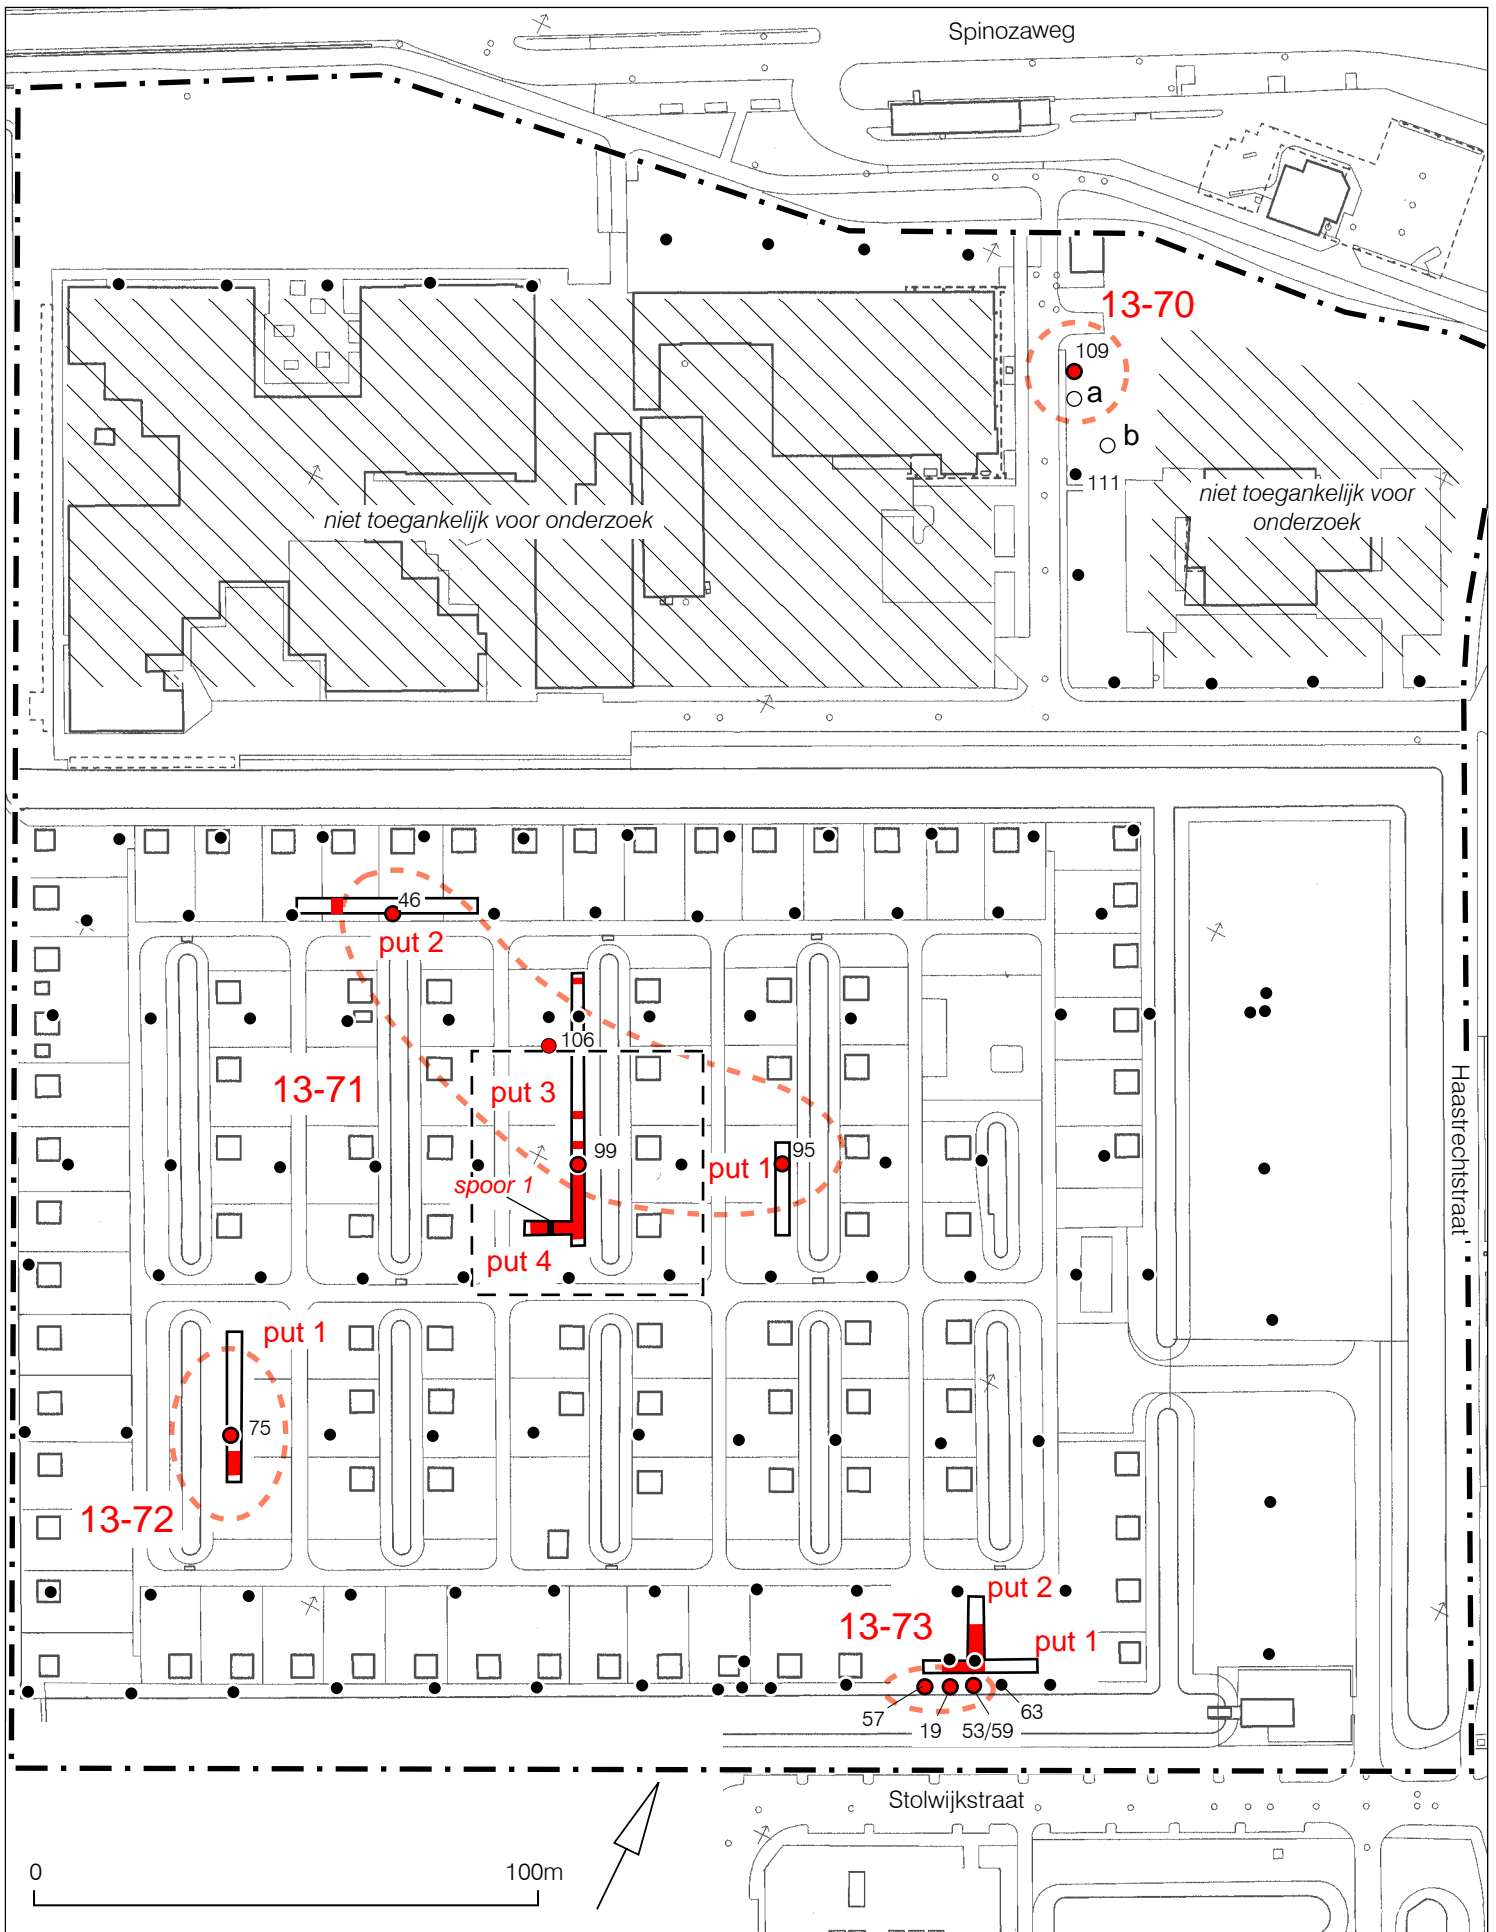 Spinozaweg
13-70
109
a
b
111
niet toegankelijk voor onderzoek
niet toegankelijk voor
onderzoek
46
put 2
106
13-71
put 3
99
95
put 1
spoor 1
put 4
Haastrechtstraat
put 1
75
13-72
put 2
13-73
put 1
57
19
53/59
63
Stolwijkstraat
0
100m